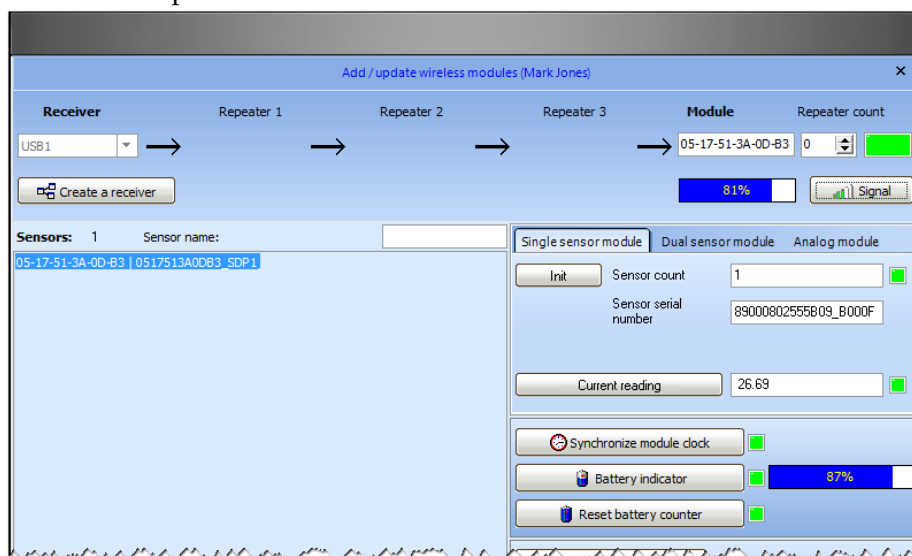 Add / update wireless modules (Mark Jones)
Receiver Repeater 1 Repeater 2 Repeater 3 Module Repeater count
USB1 05-17-51-3A-0D-B3 0
Create a receiver 81% Signal
Sensors: 1 Sensor name:
05-17-51-3A-0D-B3 | 0517513A0DB3_SDP1
Single sensor module Dual sensor module Analog module
Init Sensor count 1
Sensor serial
number 89000802555B09_B000F
Current reading 26.69
Synchronize module clock
Battery indicator 87%
Reset battery counter